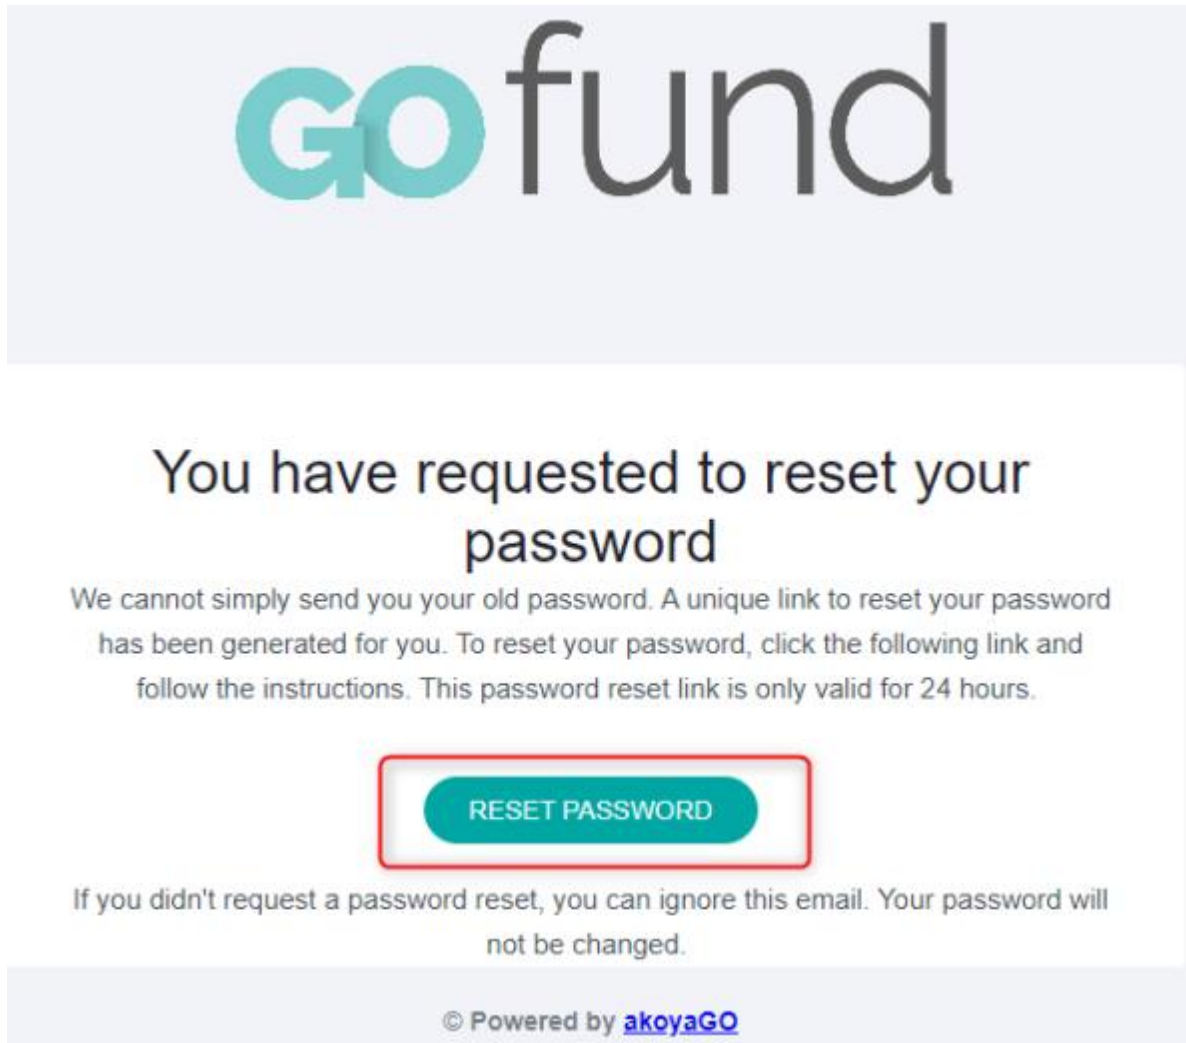 GO fund
You have requested to reset your
password
We cannot simply send you your old password. A unique link to reset your password
has been generated for you. To reset your password, click the following link and
follow the instructions. This password reset link is only valid for 24 hours.
RESET PASSWORD
If you didn't request a password reset, you can ignore this email. Your password will
not be changed.
© Powered by akoyaGO